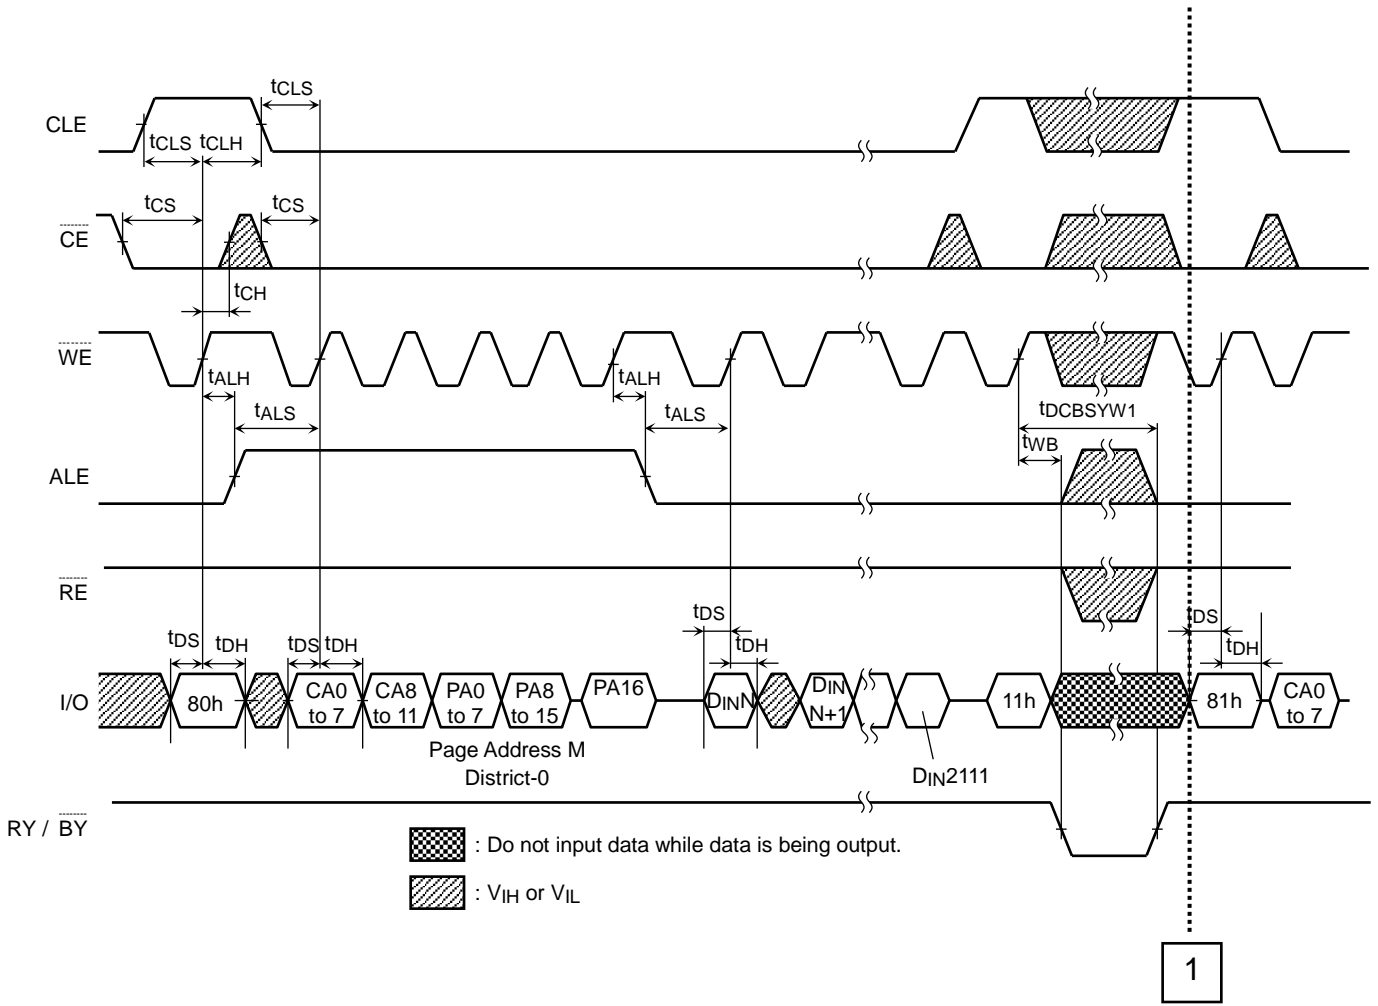 tCLS
CLE
tCLS tCLH
tCS tCS
CE
tCH
WE
tALH tALH
tALS tALS tDCBSYW1
tWB
ALE
RE
tDS tDH tDS tDH tDS tDH tDS tDH
I/O
80h
CA0 to 7
CA8 to 11
PA0 to 7
PA8 to 15
PA16
DINN
DIN N+1
11h
81h
CA0 to 7
Page Address M
District-0
DIN2111
RY / BY
: Do not input data while data is being output.
: VIH or VIL
1